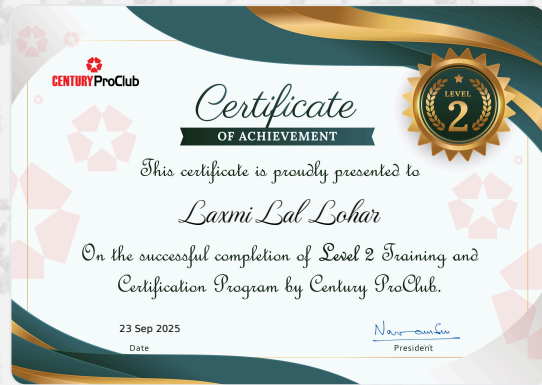 CENTURY ProClub
LEVEL
2
Certificate
OF ACHIEVEMENT
This certificate is proudly presented to
Laxmi Lal Lohar
On the successful completion of Level 2 Training and
Certification Program by Century ProClub.
23 Sep 2025
Date
President